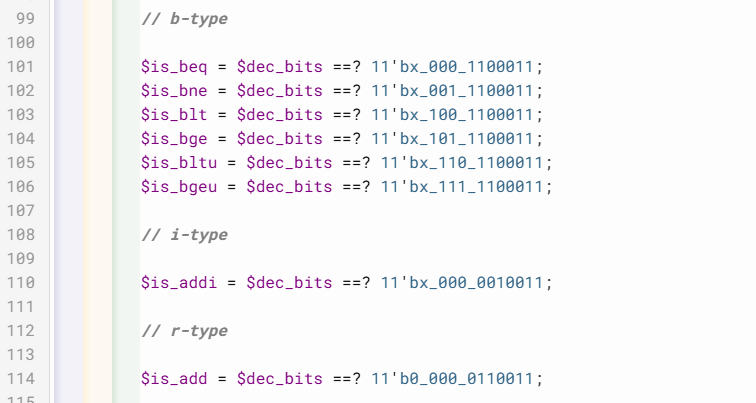 99 // b-type
100
101 $is_beq = $dec_bits ==? 11'bx_000_1100011;
102 $is_bne = $dec_bits ==? 11'bx_001_1100011;
103 $is_blt = $dec_bits ==? 11'bx_100_1100011;
104 $is_bge = $dec_bits ==? 11'bx_101_1100011;
105 $is_bltu = $dec_bits ==? 11'bx_110_1100011;
106 $is_bgeu = $dec_bits ==? 11'bx_111_1100011;
107
108 // i-type
109
110 $is_addi = $dec_bits ==? 11'bx_000_0010011;
111
112 // r-type
113
114 $is_add = $dec_bits ==? 11'b0_000_0110011;
115